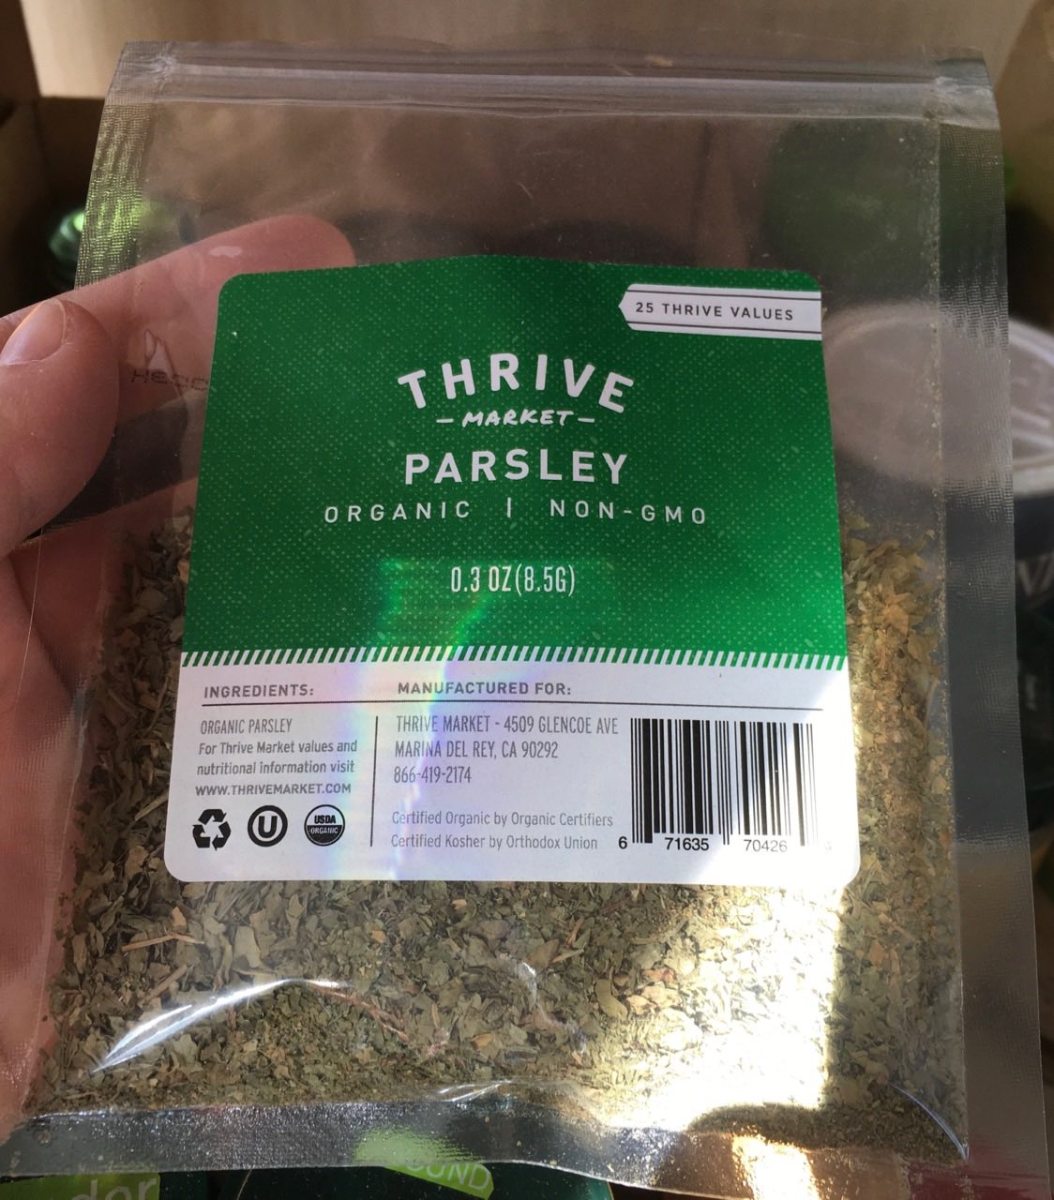 25 THRIVE VALUES
THRIVE
- MARKET -
PARSLEY
ORGANIC | NON-GMO
0.3 OZ(8.5G)
INGREDIENTS:
ORGANIC PARSLEY
For Thrive Market values and
nutritional information visit
WWW.THRIVEMARKET.COM
U
USDA
ORGANIC
MANUFACTURED FOR:
THRIVE MARKET - 4509 GLENCOE AVE
MARINA DEL REY, CA 90292
866-419-2174
Certified Organic by Organic Certifiers
Certified Kosher by Orthodox Union
6 71635 70426